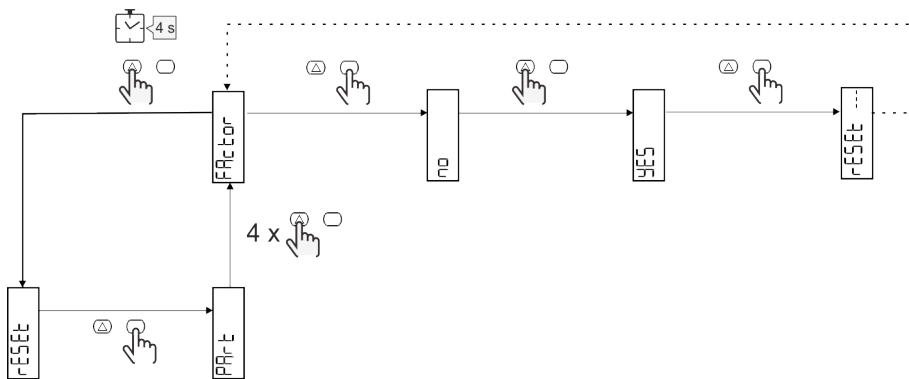 4 s
FActor
no
YES
rESEt ---
4 x
rESEt
PArt